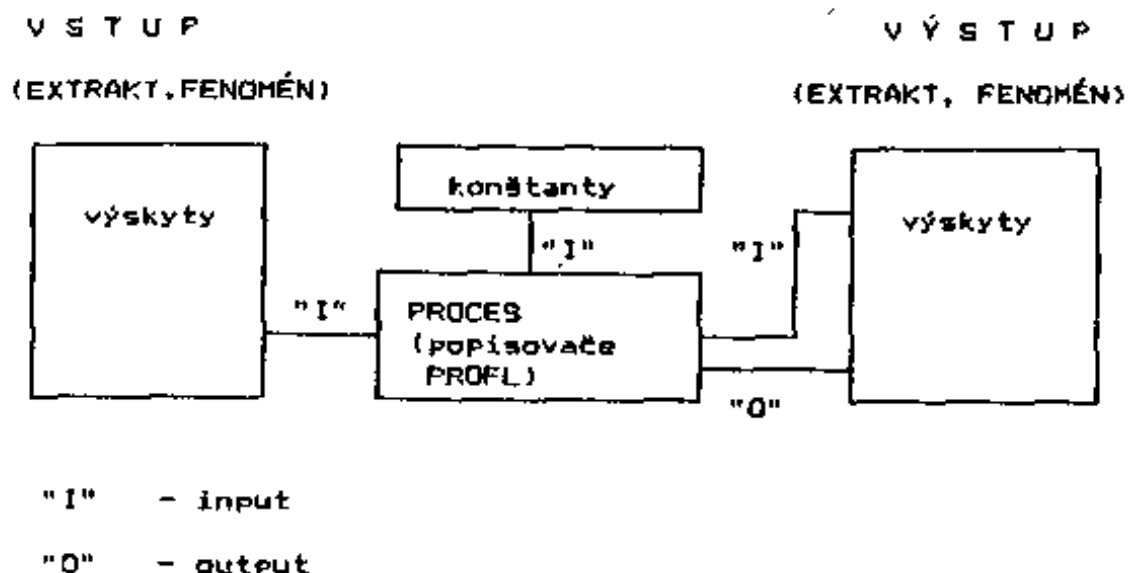 V S T U P
V Ý S T U P
(EXTRAKT, FENOMÉN)
(EXTRAKT, FENOMÉN)
výskyty
konštanty
výskyty
"I"
"I"
"I"
PROCES
(popisovače
PROFL)
"O"
"I" - input
"O" - output